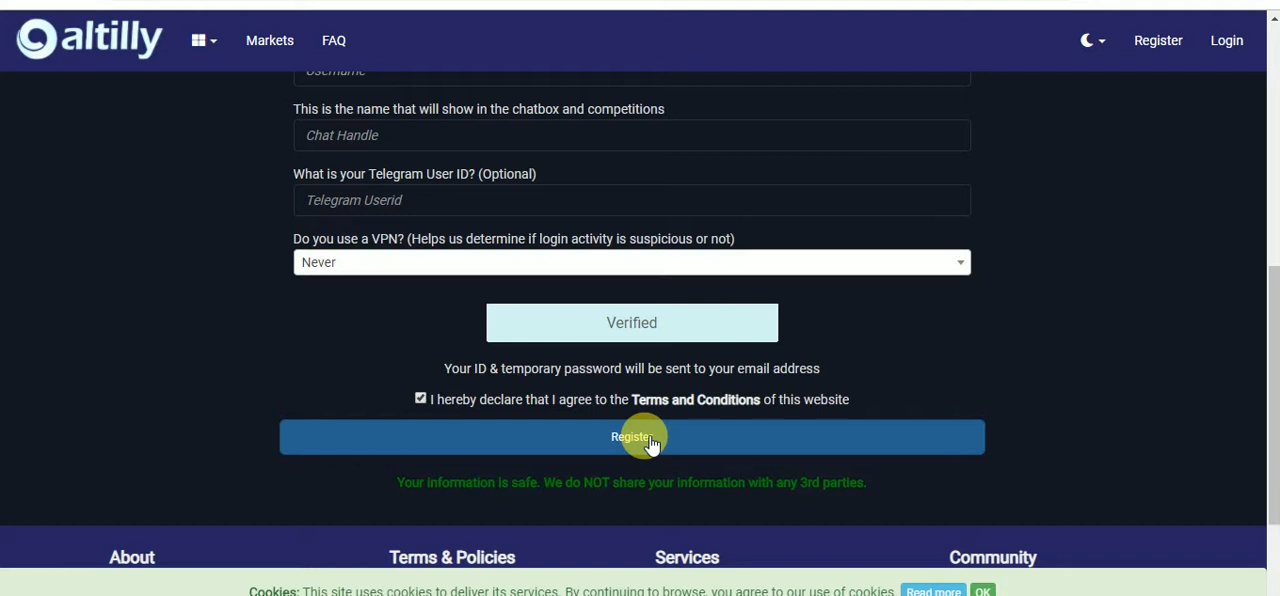 altilly Markets FAQ Register Login
Username
This is the name that will show in the chatbox and competitions
Chat Handle
What is your Telegram User ID? (Optional)
Telegram Userid
Do you use a VPN? (Helps us determine if login activity is suspicious or not)
Never
Verified
Your ID & temporary password will be sent to your email address
I hereby declare that I agree to the Terms and Conditions of this website
Register
Your information is safe. We do NOT share your information with any 3rd parties.
About Terms & Policies Services Community
Cookies: This site uses cookies to deliver its services. By continuing to browse, you agree to our use of cookies. Read more OK